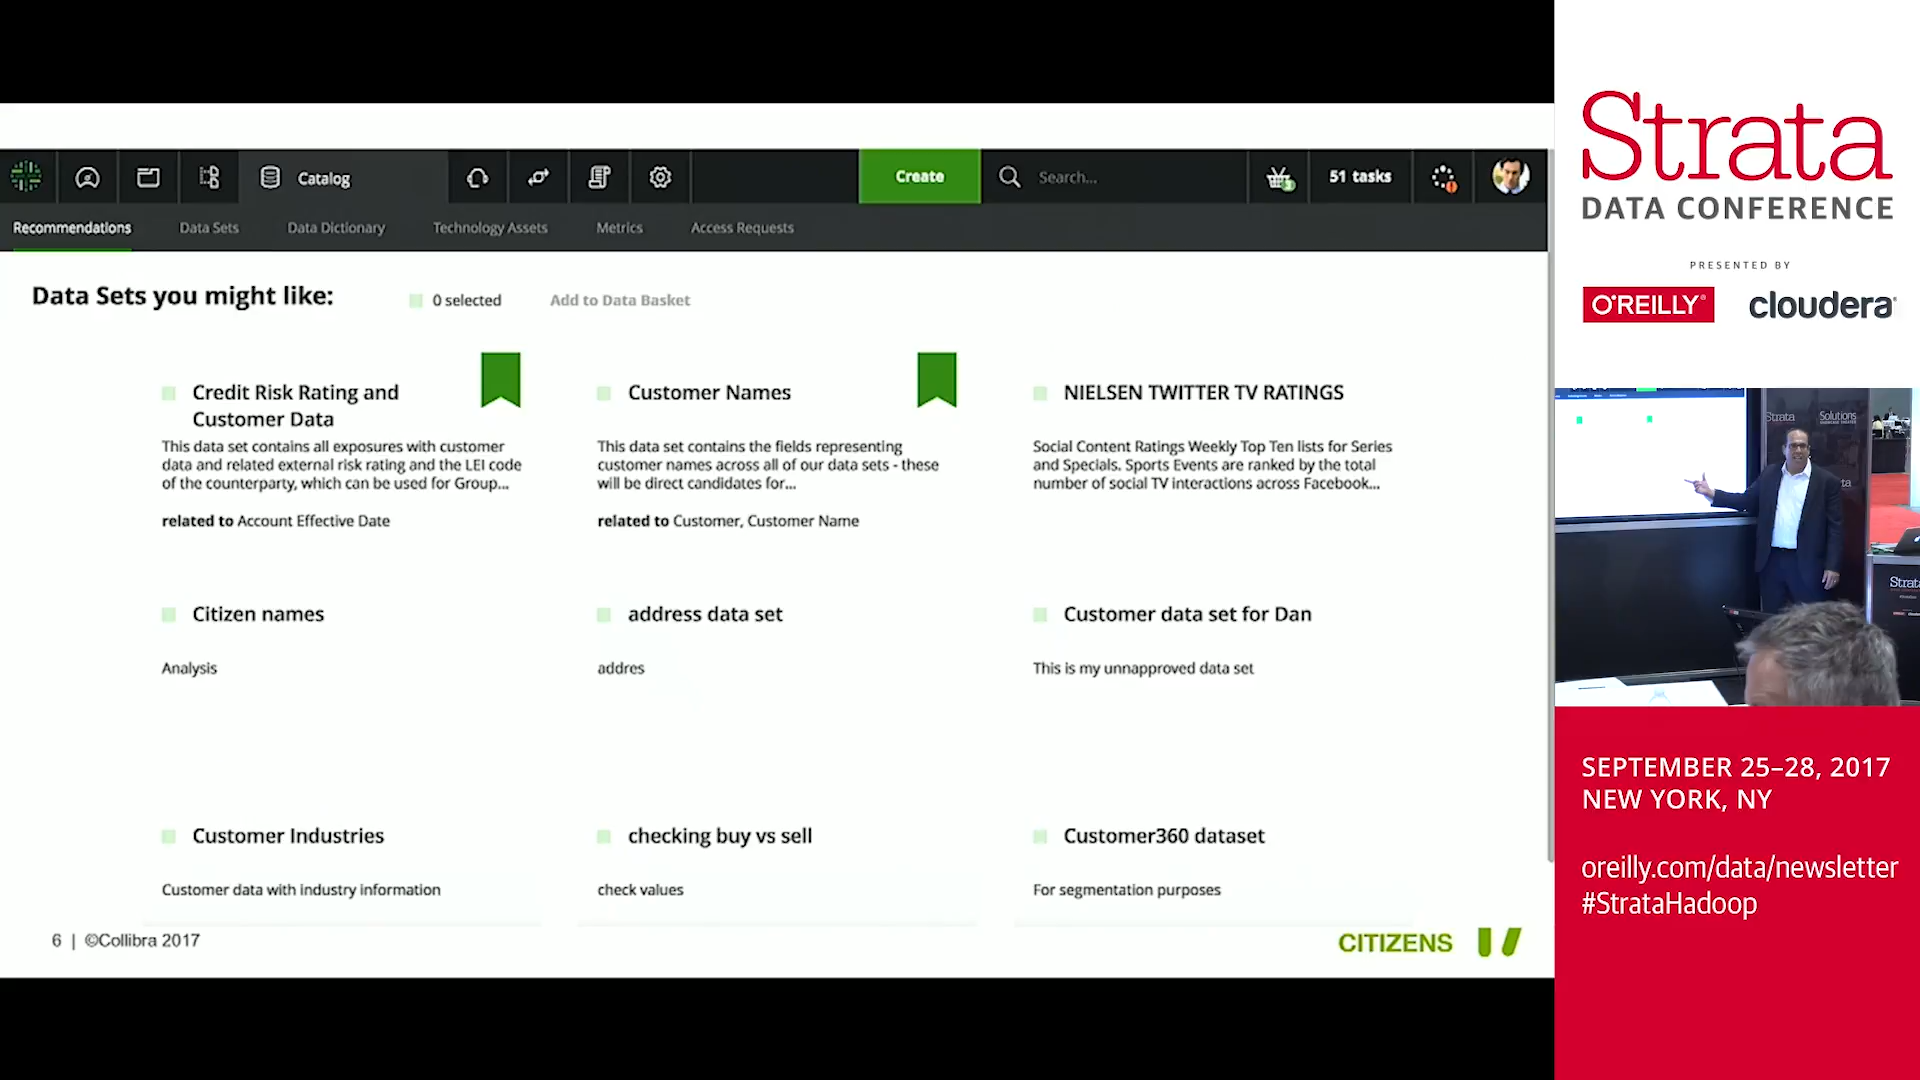 Catalog
Create
Search...
51 tasks
Recommendations
Data Sets
Data Dictionary
Technology Assets
Metrics
Access Requests
Data Sets you might like:
0 selected
Add to Data Basket
Credit Risk Rating and
Customer Data
This data set contains all exposures with customer
data and related external risk rating and the LEI code
of the counterparty, which can be used for Group...
related to Account Effective Date
Customer Names
This data set contains the fields representing
customer names across all of our data sets - these
will be direct candidates for...
related to Customer, Customer Name
NIELSEN TWITTER TV RATINGS
Social Content Ratings Weekly Top Ten lists for Series
and Specials. Sports Events are ranked by the total
number of social TV interactions across Facebook...
Citizen names
Analysis
address data set
addres
Customer data set for Dan
This is my unnapproved data set
Customer Industries
Customer data with industry information
checking buy vs sell
check values
Customer360 dataset
For segmentation purposes
6 | ©Collibra 2017
CITIZENS
Strata
DATA CONFERENCE
PRESENTED BY
O'REILLY®
cloudera®
Strata
Solutions
Strata
SEPTEMBER 25–28, 2017
NEW YORK, NY
oreilly.com/data/newsletter
#StrataHadoop